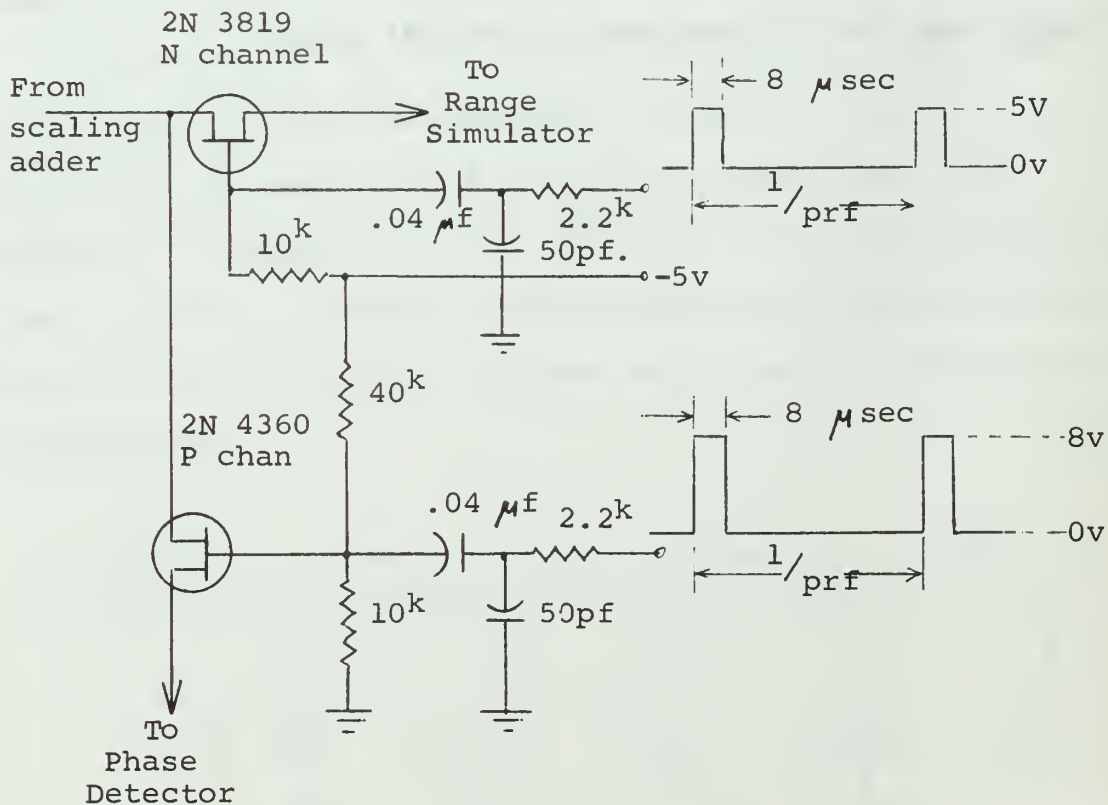 2N 3819
N channel
From
scaling
adder
To
Range
Simulator
8 μ sec
5V
0v
1/prf
.04 μf
2.2k
50pf.
10k
-5v
40k
2N 4360
P chan
.04 μf
2.2k
8 μ sec
8v
0v
1/prf
10k
50pf
To
Phase
Detector